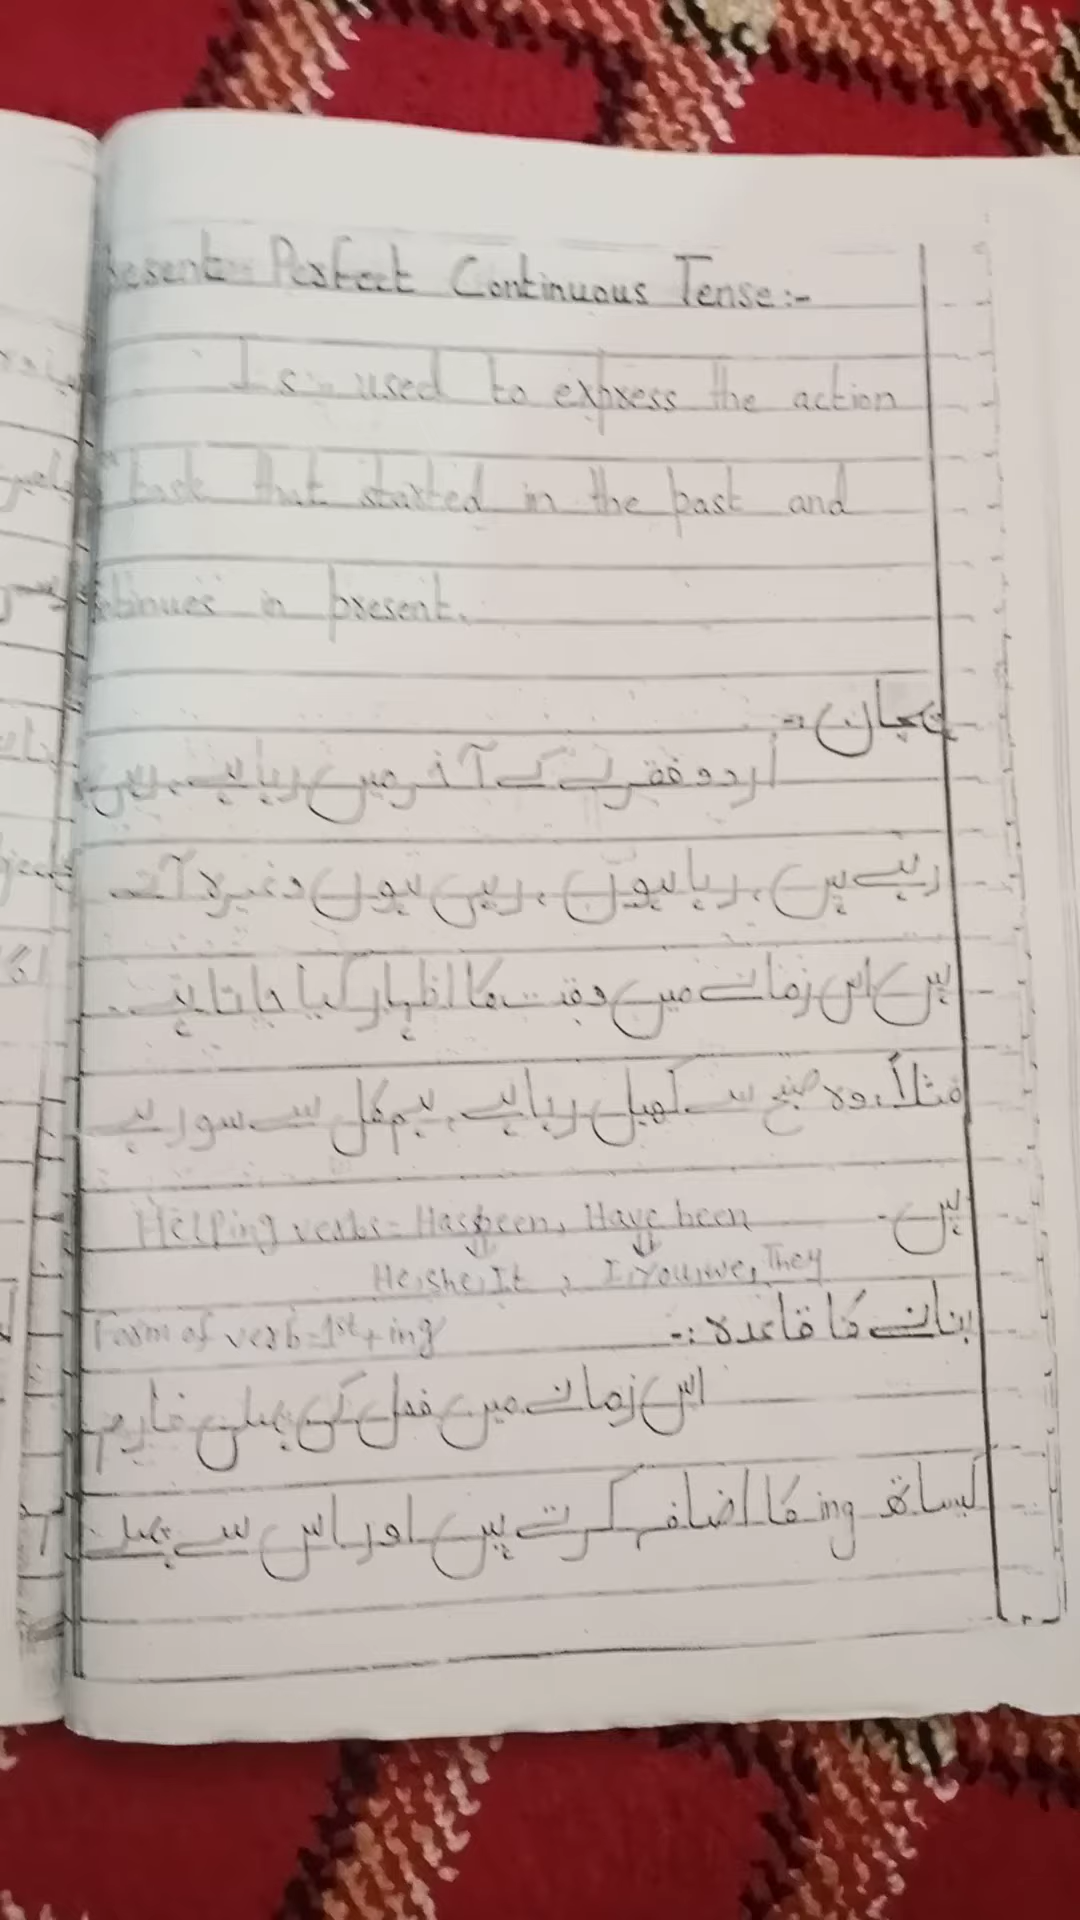 Present Perfect Continuous Tense:-
Is used to express the action
task that started in the past and
continues in present.
پہچان:-
اردو فقرے کے آخر میں رہا ہے، رہی
رہے ہیں، رہا ہوں، رہی ہوں وغیرہ آتے
ہیں اس زمانے میں وقت کا اظہار کیا جاتا ہے۔
مثلاً وہ صبح سے کھیل رہا ہے، ہم کل سے سو رہے
ہیں۔
Helping verbs = Has been, Have been
He, she, It , I, You, we, They
Form of verb = 1st + ing
بنانے کا قاعدہ:-
اس زمانے میں فعل کی پہلی فارم
کیساتھ ing کا اضافہ کرتے ہیں اور اس سے پہلے